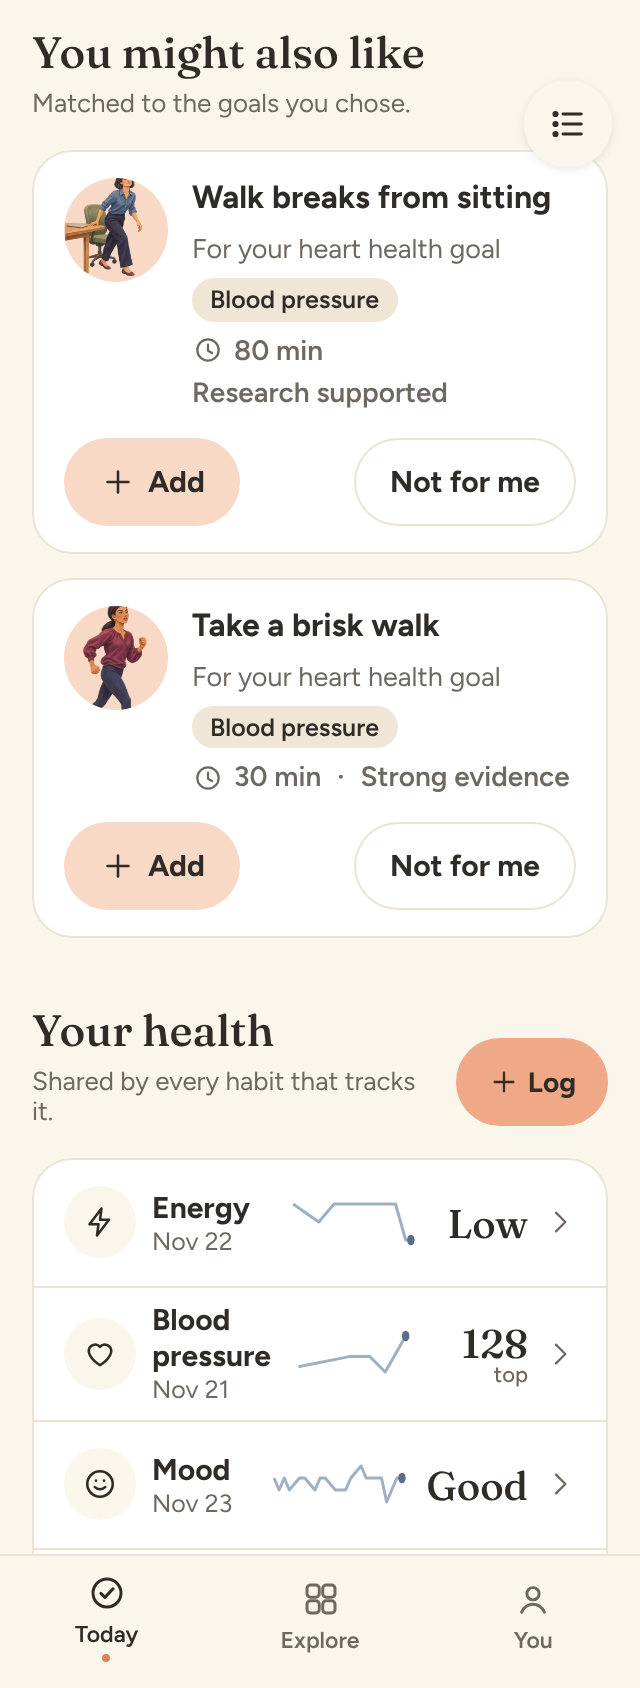 You might also like
Matched to the goals you chose.
Walk breaks from sitting
For your heart health goal
Blood pressure
80 min
Research supported
Add
Not for me
Take a brisk walk
For your heart health goal
Blood pressure
30 min · Strong evidence
Add
Not for me
Your health
Shared by every habit that tracks
it.
Log
Energy
Nov 22
Low
Blood
pressure
Nov 21
128
top
Mood
Nov 23
Good
Today
Explore
You